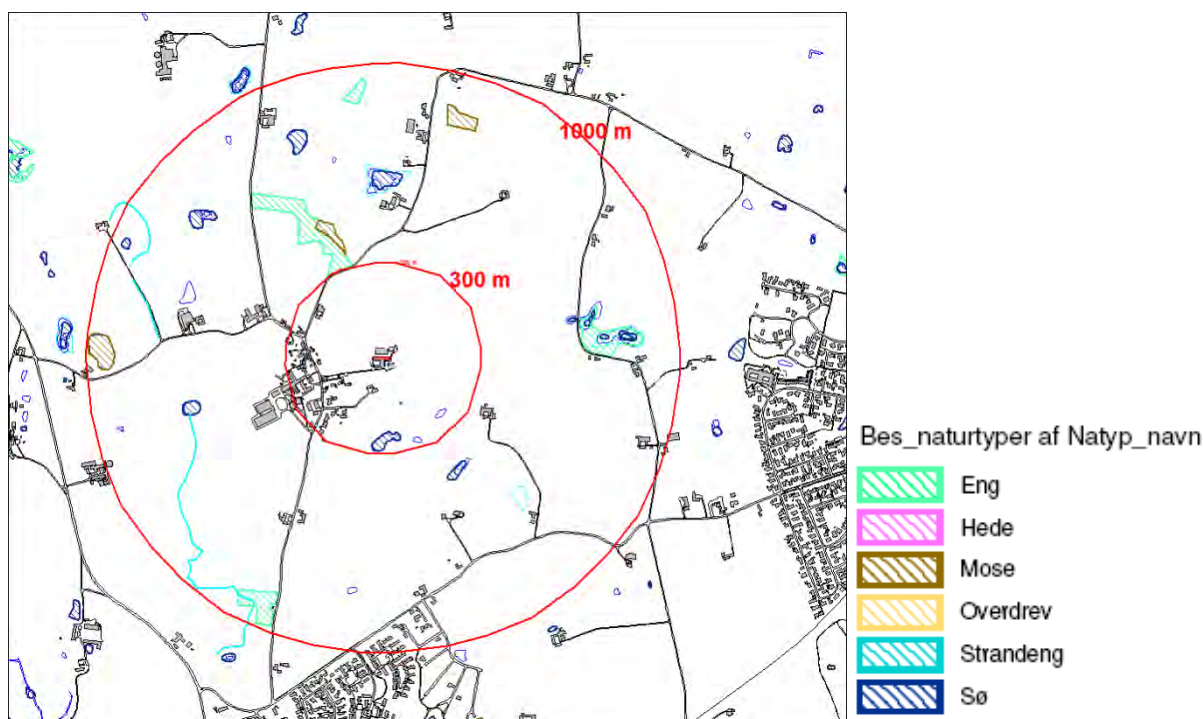 1000 m
300 m
Bes_naturtyper af Natyp_navn
Eng
Hede
Mose
Overdrev
Strandeng
Sø